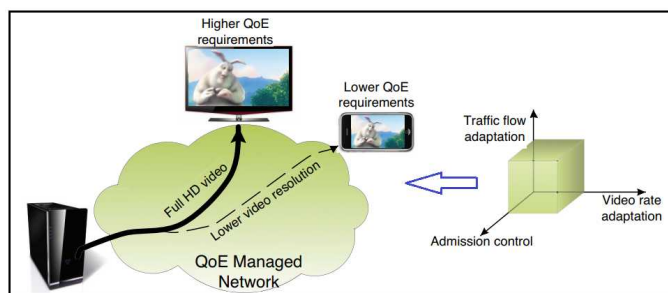 Higher QoE
requirements
Lower QoE
requirements
Full HD video
Lower video resolution
QoE Managed
Network
Traffic flow
adaptation
Video rate
adaptation
Admission control